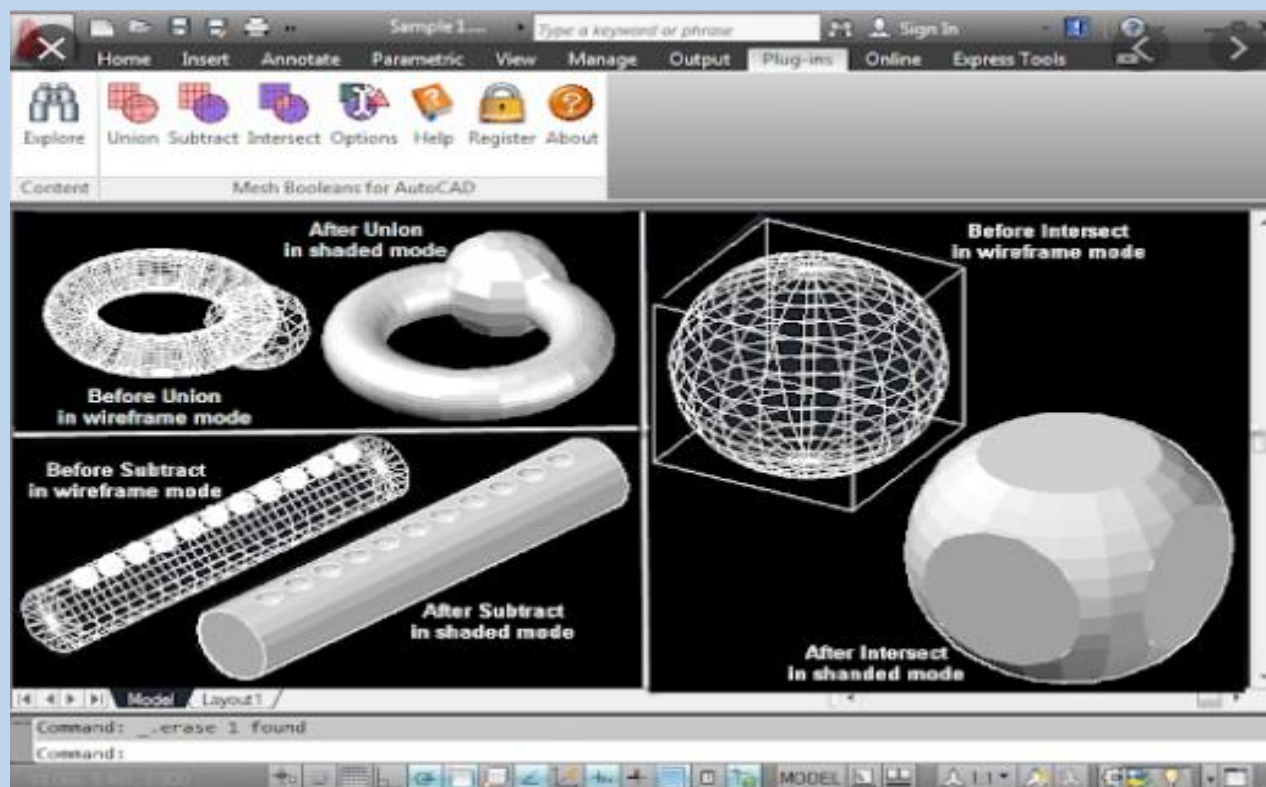 Sample 1....
Type a keyword or phrase
Sign In
Home Insert Annotate Parametric View Manage Output Plug-ins Online Express Tools
Explore Union Subtract Intersect Options Help Register About
Content Mesh Booleans for AutoCAD
After Union
in shaded mode
Before Union
in wireframe mode
Before Intersect
in wireframe mode
Before Subtract
in wireframe mode
After Subtract
in shaded mode
After Intersect
in shanded mode
Model Layout1
Command: _.erase 1 found
Command:
MODEL 1:1